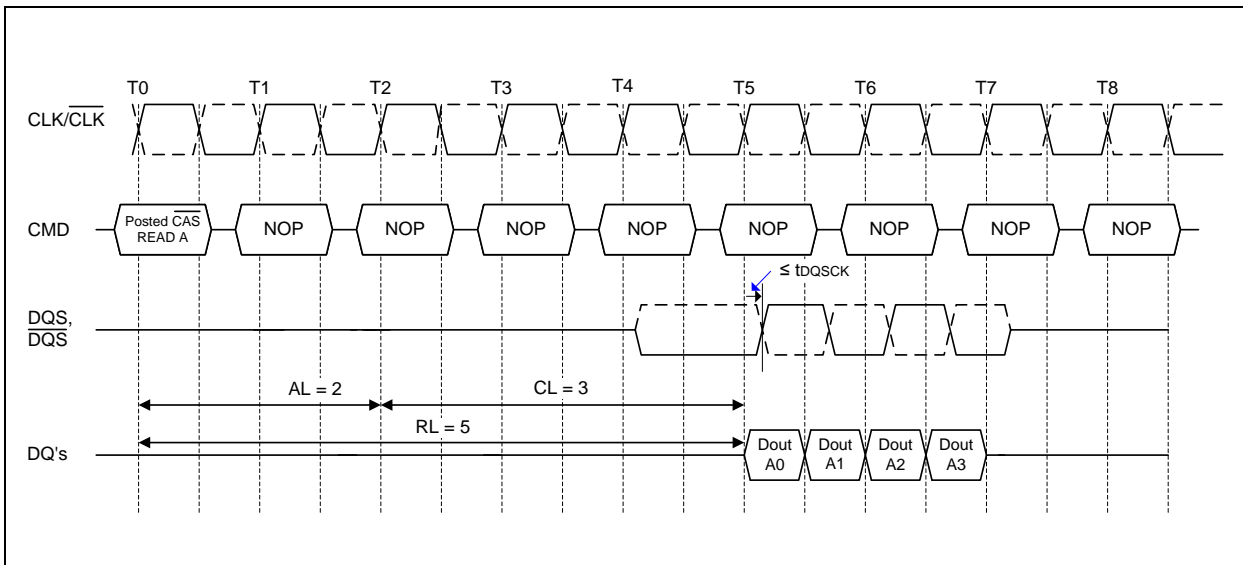 T0 T1 T2 T3 T4 T5 T6 T7 T8
CLK/CLK
CMD
Posted CAS
READ A
NOP NOP NOP NOP NOP NOP NOP NOP
≤ tDQSCK
DQS,
DQS
AL = 2
CL = 3
RL = 5
DQ's
Dout Dout Dout Dout
A0 A1 A2 A3